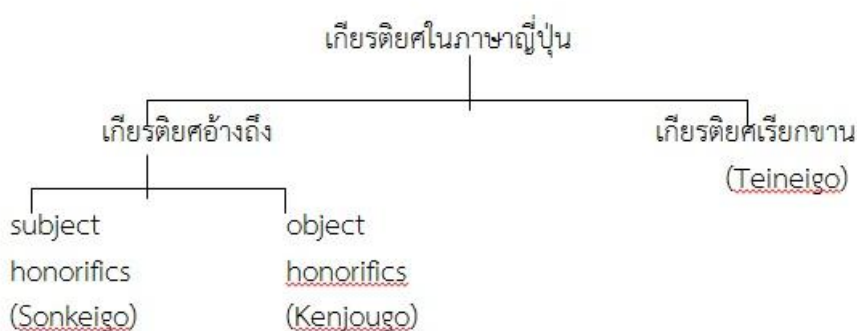 เกียรติยศในภาษาญี่ปุ่น
เกียรติยศอ้างถึง
เกียรติยศเรียกขาน
(Teineigo)
subject
honorifics
(Sonkeigo)
object
honorifics
(Kenjougo)